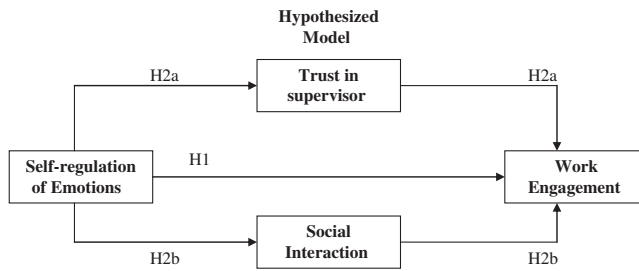 Hypothesized
Model
H2a
Trust in
supervisor
H2a
Self-regulation
of Emotions
H1
Work
Engagement
H2b
Social
Interaction
H2b